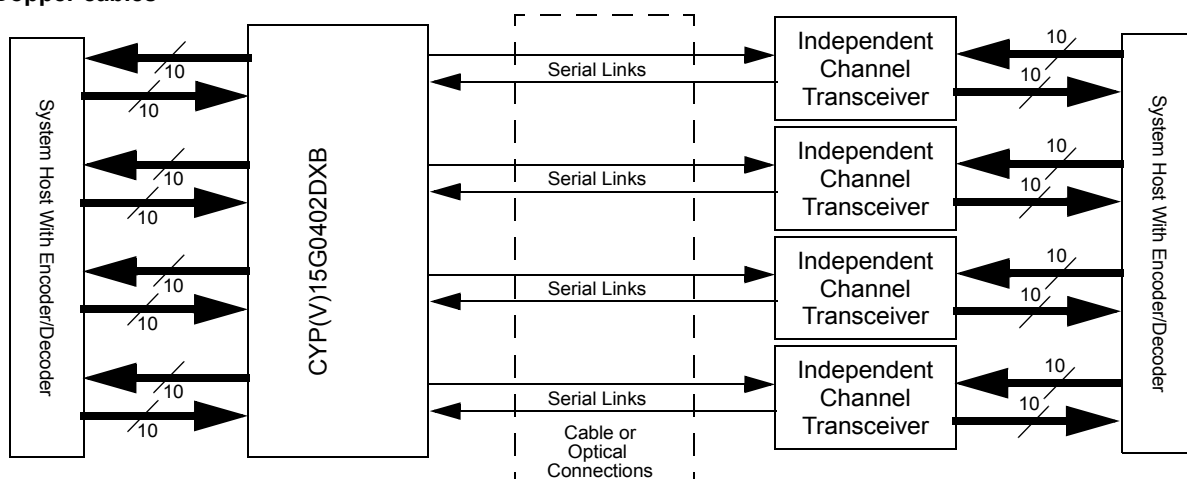 Copper cables
System Host With Encoder/Decoder
10
10
10
10
10
10
10
10
CYP(V)15G0402DXB
Serial Links
Serial Links
Serial Links
Serial Links
Cable or
Optical
Connections
Independent
Channel
Transceiver
Independent
Channel
Transceiver
Independent
Channel
Transceiver
Independent
Channel
Transceiver
10
10
10
10
10
10
10
10
System Host With Encoder/Decoder